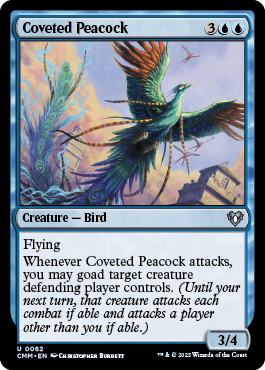 Coveted Peacock 3
Creature — Bird
Flying
Whenever Coveted Peacock attacks,
you may goad target creature
defending player controls. (Until your
next turn, that creature attacks each
combat if able and attacks a player
other than you if able.)
3/4
U 0082
CMM • EN Christopher Burdett
™ & © 2023 Wizards of the Coast